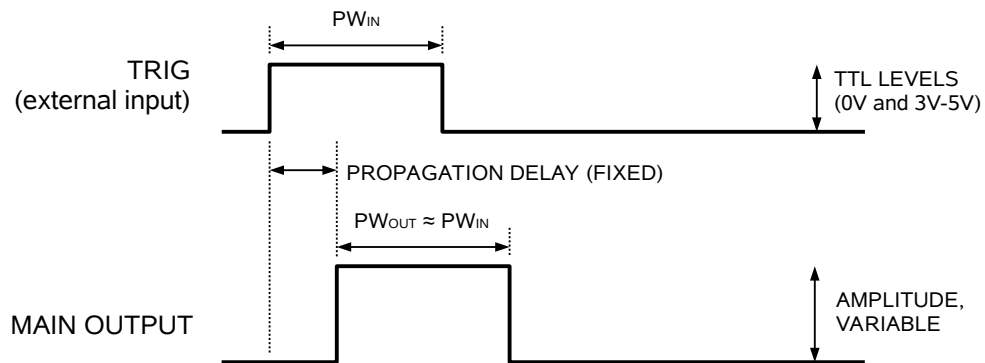 PWIN
TRIG
(external input)
TTL LEVELS
(0V and 3V-5V)
PROPAGATION DELAY (FIXED)
PWOUT ≈ PWIN
MAIN OUTPUT
AMPLITUDE,
VARIABLE